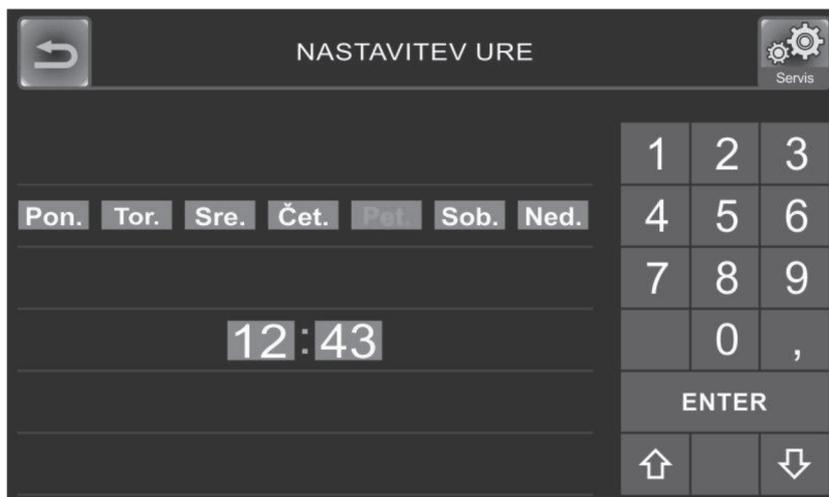 NASTAVITEV URE
Servis
Pon. Tor. Sre. Čet. Pet. Sob. Ned.
12:43
1 2 3
4 5 6
7 8 9
0 ,
ENTER